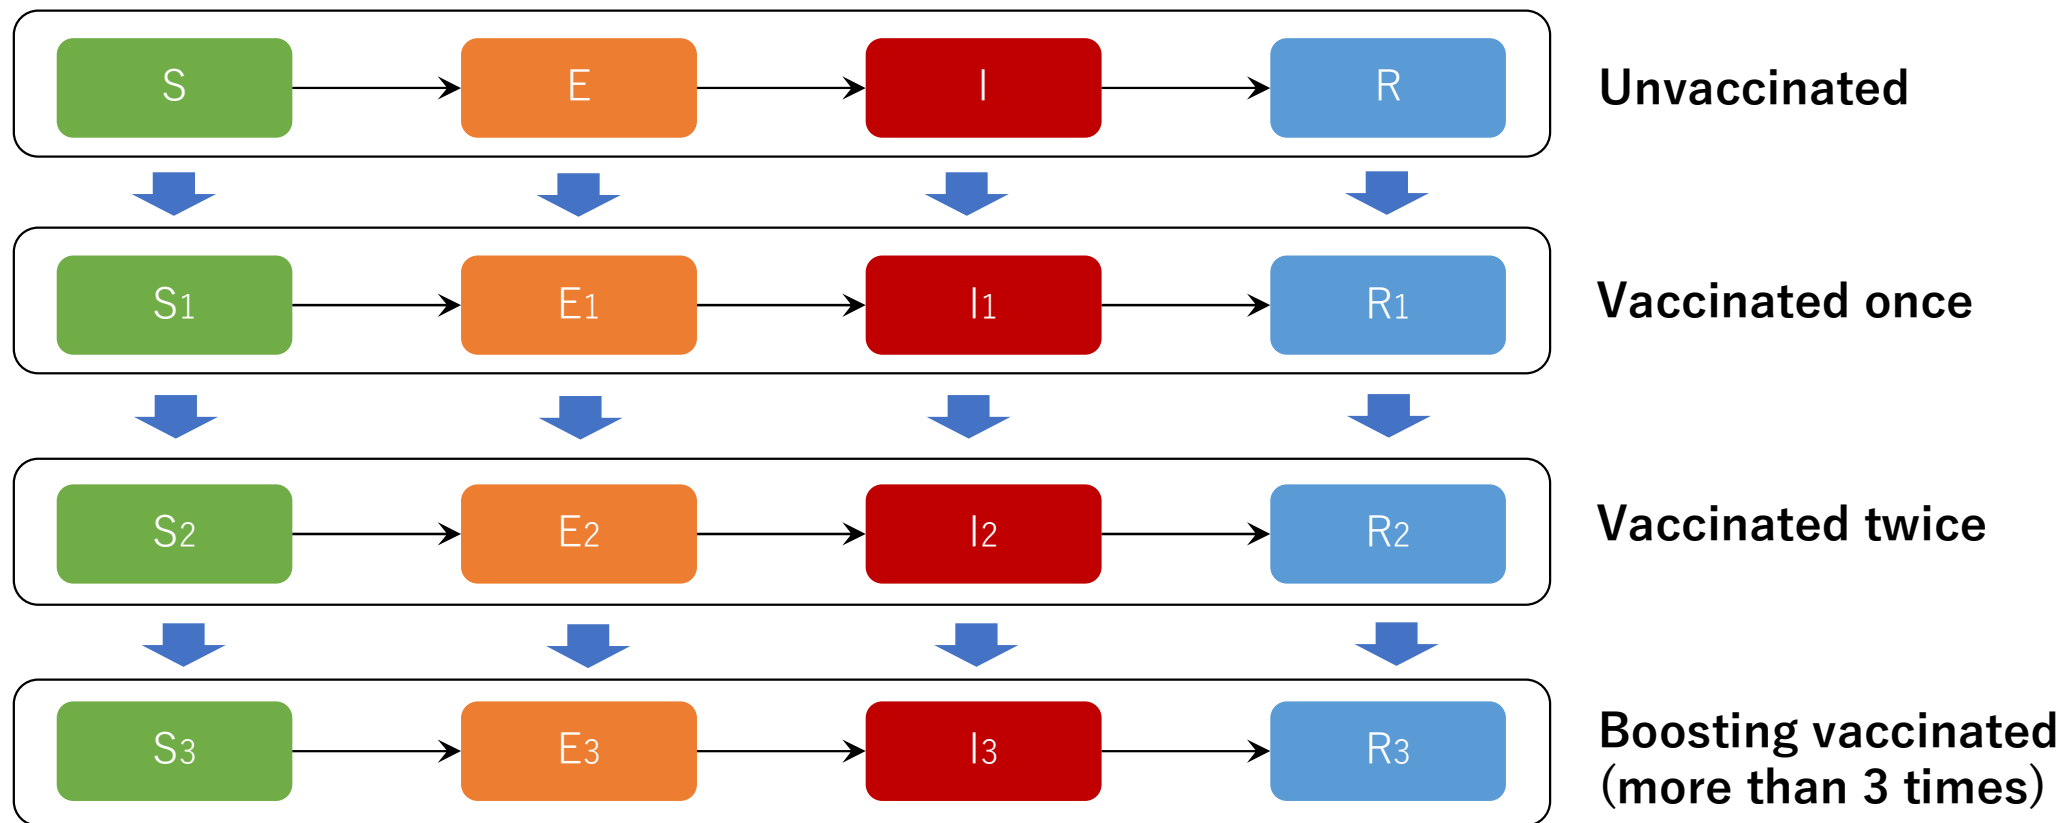 S E I R Unvaccinated
S1 E1 I1 R1 Vaccinated once
S2 E2 I2 R2 Vaccinated twice
S3 E3 I3 R3 Boosting vaccinated
(more than 3 times)